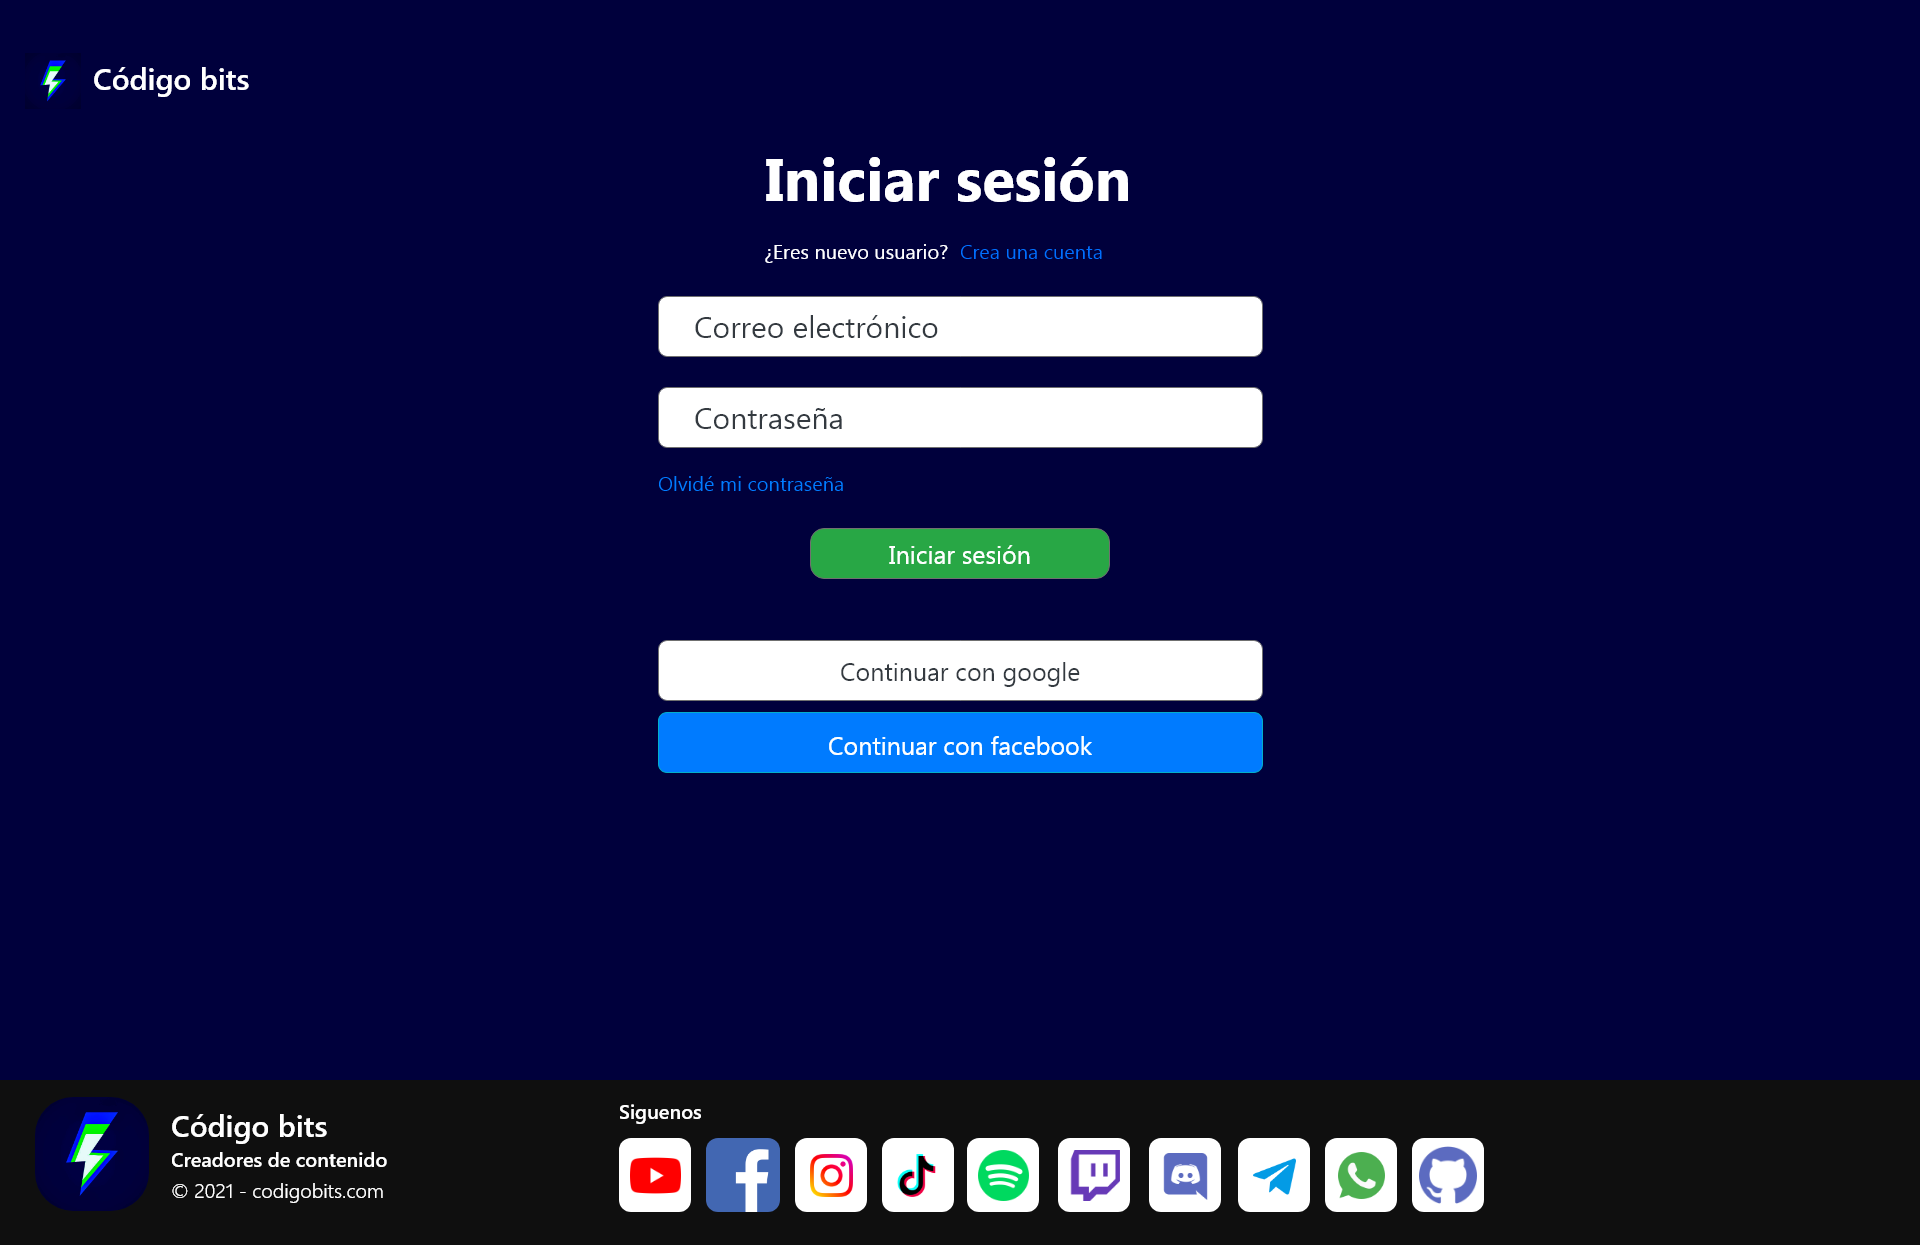 Código bits
Iniciar sesión
¿Eres nuevo usuario? Crea una cuenta
Correo electrónico
Contraseña
Olvidé mi contraseña
Iniciar sesión
Continuar con google
Continuar con facebook
Código bits
Creadores de contenido
© 2021 - codigobits.com
Siguenos